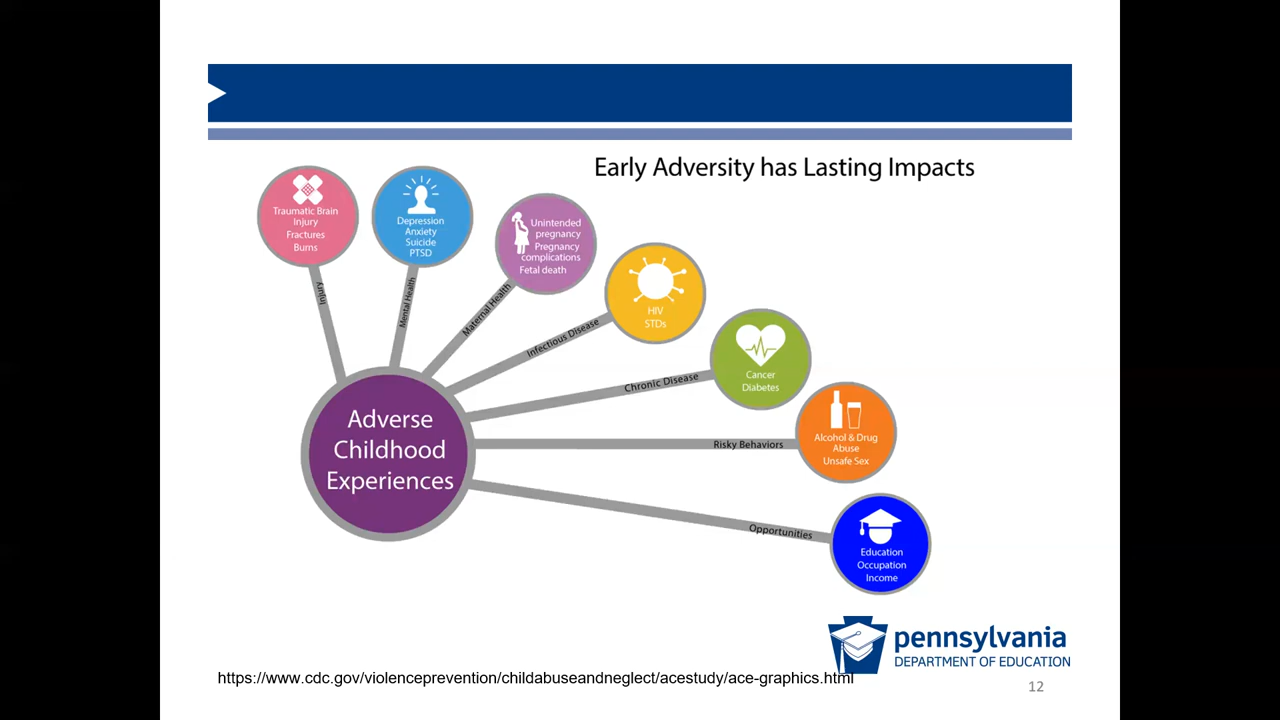 Early Adversity has Lasting Impacts
Traumatic Brain
Injury
Fractures
Burns
Injury
Depression
Anxiety
Suicide
PTSD
Mental Health
Unintended
pregnancy
Pregnancy
complications
Fetal death
Maternal Health
HIV
STDs
Infectious Disease
Cancer
Diabetes
Chronic Disease
Alcohol & Drug
Abuse
Unsafe Sex
Risky Behaviors
Education
Occupation
Income
Opportunities
Adverse
Childhood
Experiences
pennsylvania
DEPARTMENT OF EDUCATION
https://www.cdc.gov/violenceprevention/childabuseandneglect/acestudy/ace-graphics.html
12